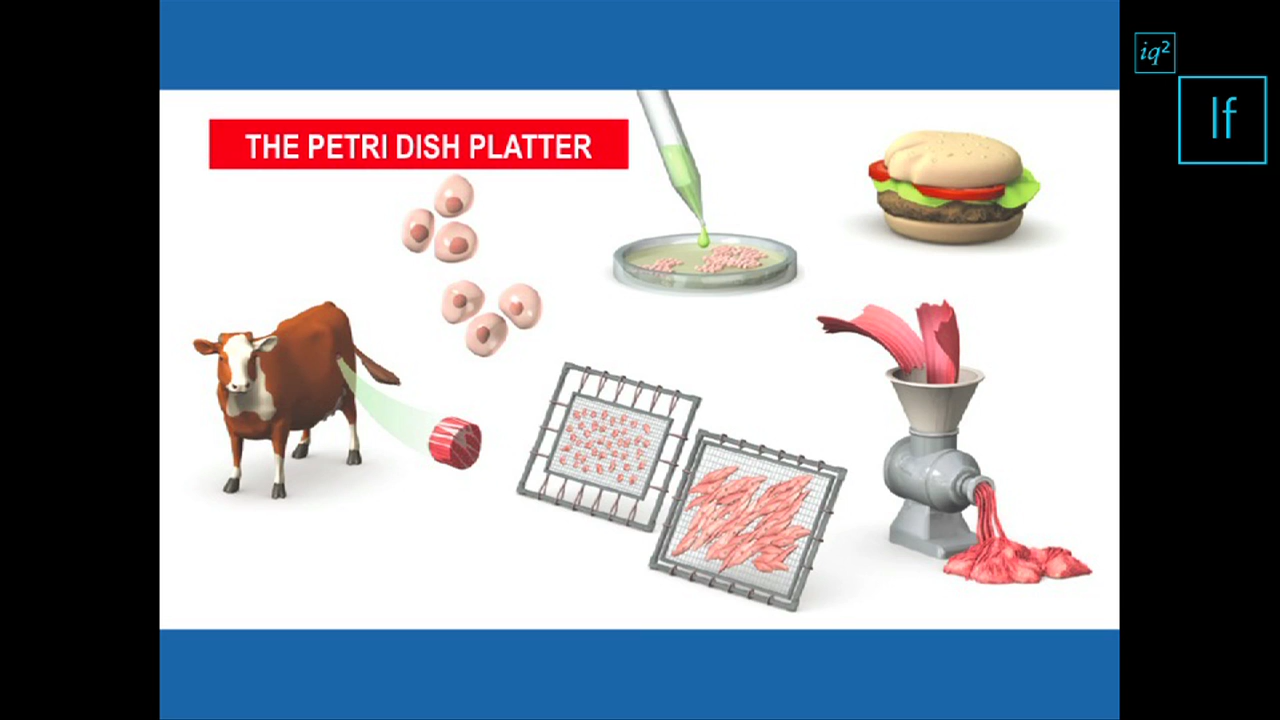 THE PETRI DISH PLATTER
iq²
If